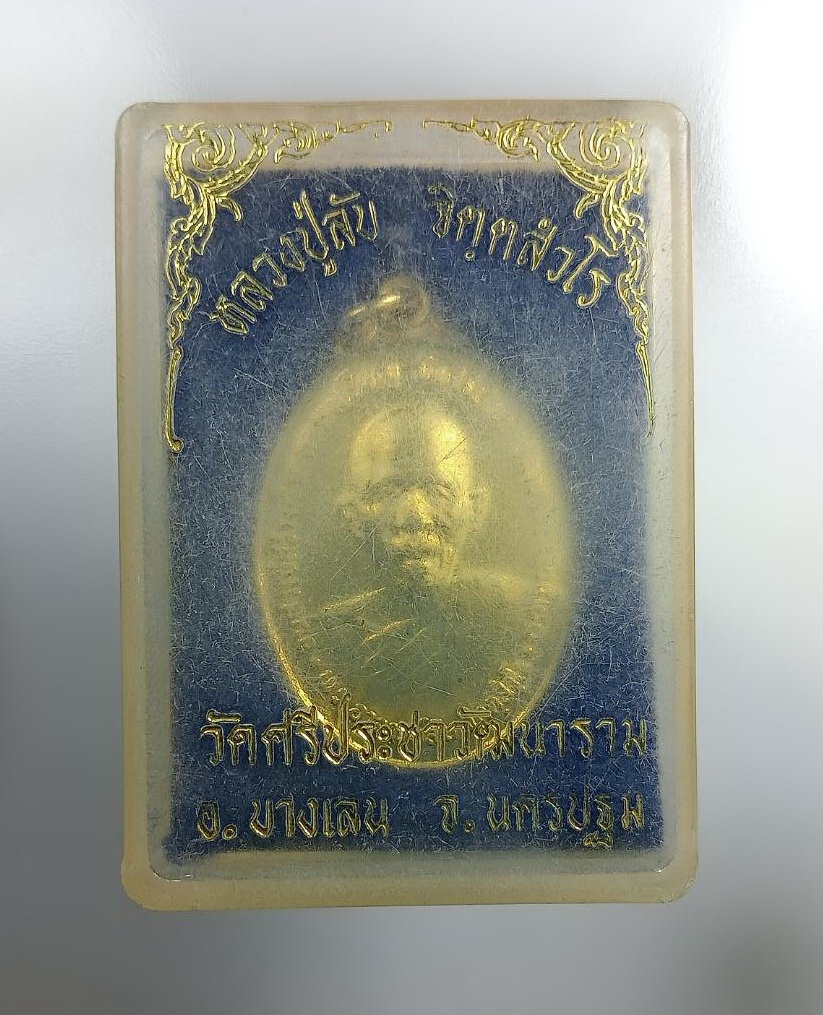 หลวงปู่ลับ จิตฺตสํวโร
วัดศรีประชาวัฒนาราม
อ. บางเลน จ. นครปฐม